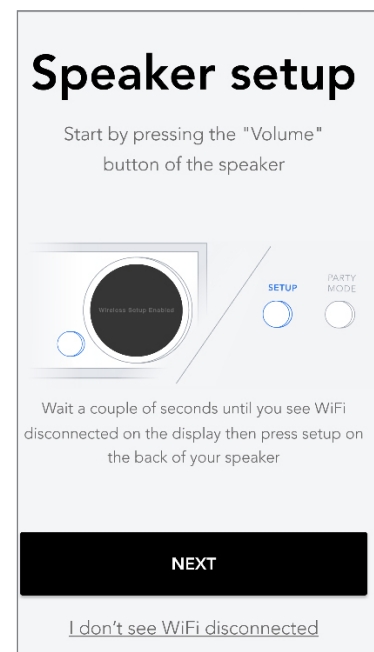 Speaker setup
Start by pressing the "Volume"
button of the speaker
Wireless Setup Enabled
SETUP
PARTY
MODE
Wait a couple of seconds until you see WiFi
disconnected on the display then press setup on
the back of your speaker
NEXT
I don't see WiFi disconnected